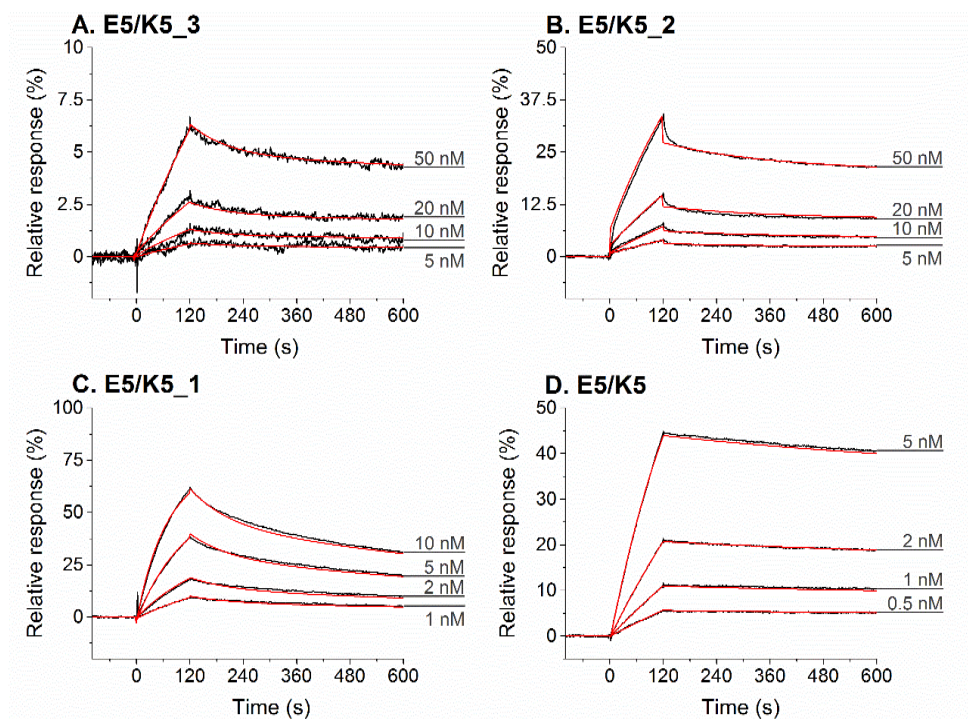 A. E5/K5_3
Relative response (%)
10
7.5
5
2.5
0
50 nM
20 nM
10 nM
5 nM
0 120 240 360 480 600
Time (s)
B. E5/K5_2
Relative response (%)
50
37.5
25
12.5
0
50 nM
20 nM
10 nM
5 nM
0 120 240 360 480 600
Time (s)
C. E5/K5_1
Relative response (%)
100
75
50
25
0
10 nM
5 nM
2 nM
1 nM
0 120 240 360 480 600
Time (s)
D. E5/K5
Relative response (%)
50
40
30
20
10
0
5 nM
2 nM
1 nM
0.5 nM
0 120 240 360 480 600
Time (s)